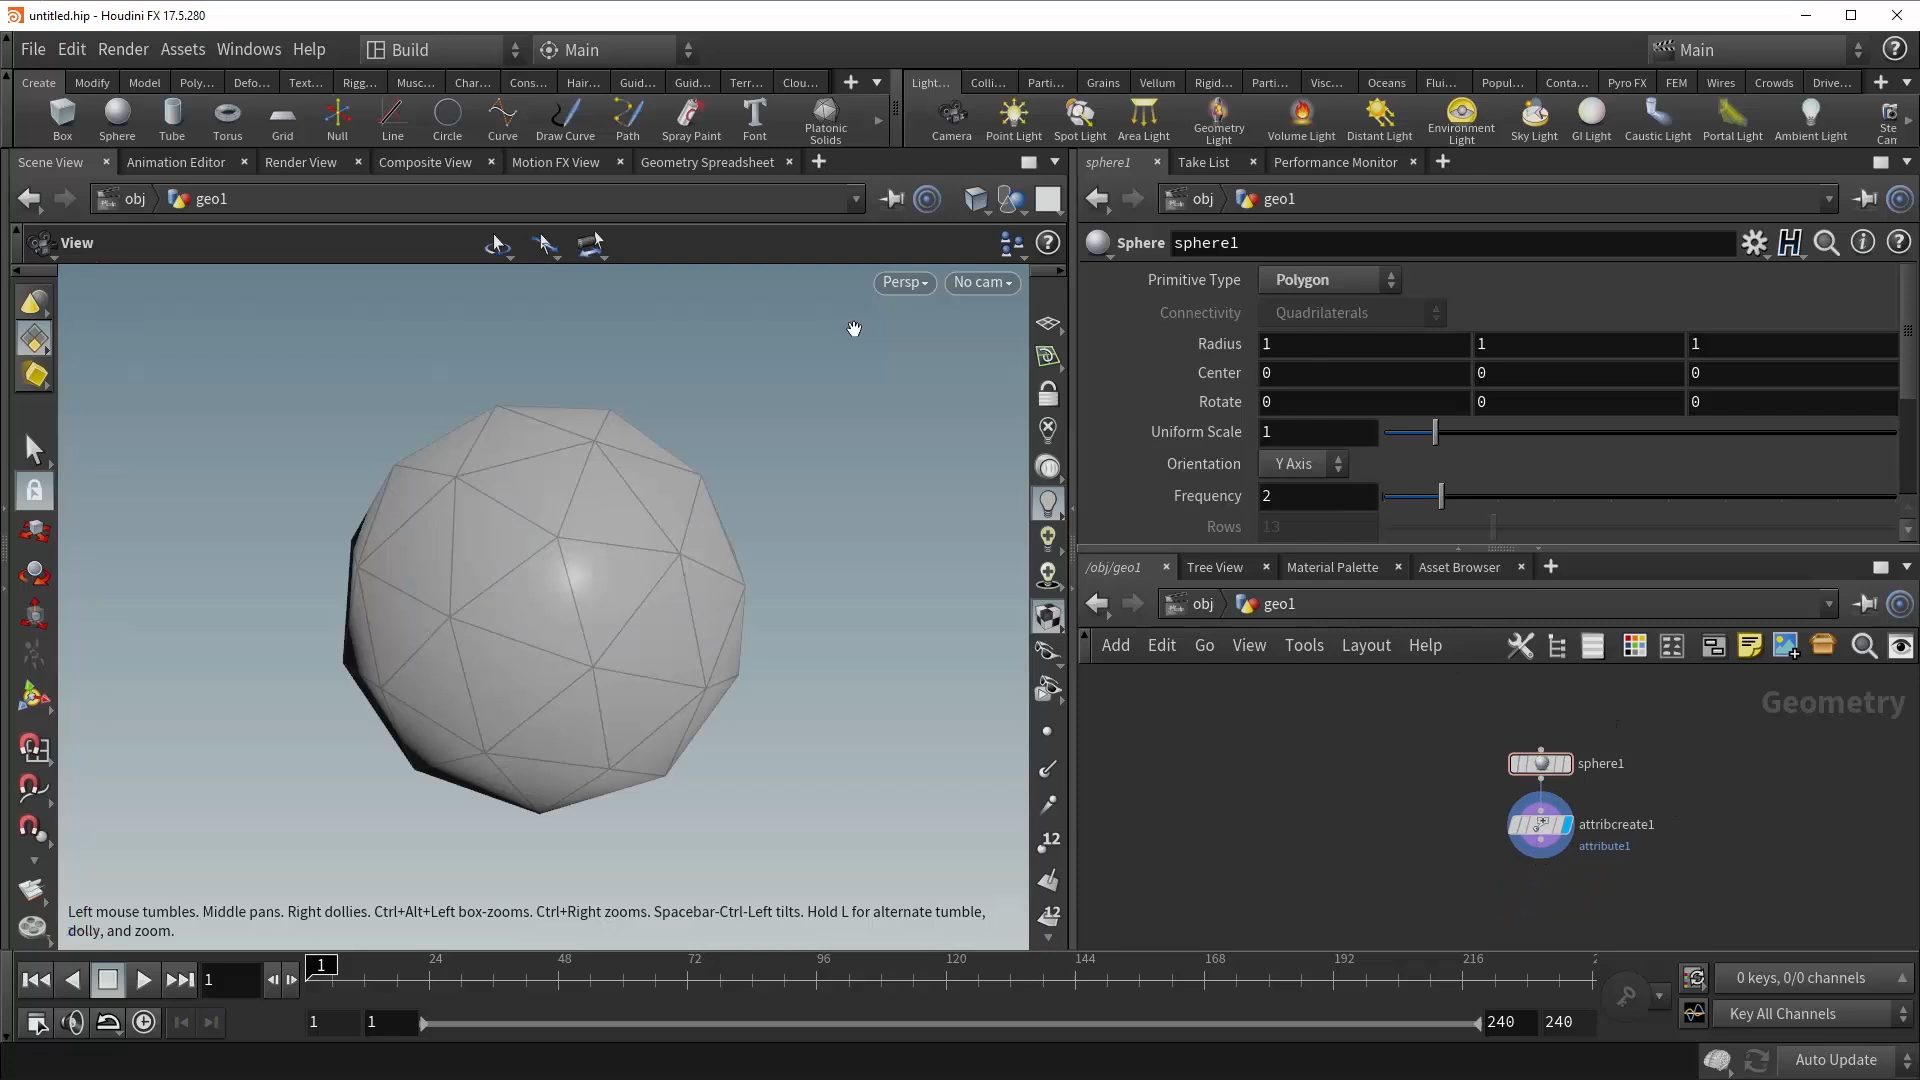 untitled.hip - Houdini FX 17.5.280
File Edit Render Assets Windows Help
Build
Main
Main
Create Modify Model Poly... Defo... Text... Rigg... Musc... Char... Cons... Hair... Guid... Guid... Terr... Clou...
Light... Colli... Parti... Grains Vellum Rigid... Parti... Visc... Oceans Flui... Popul... Conta... Pyro FX FEM Wires Crowds Drive...
Box Sphere Tube Torus Grid Null Line Circle Curve Draw Curve Path Spray Paint Font Platonic Solids
Camera Point Light Spot Light Area Light Geometry Light Volume Light Distant Light Environment Light Sky Light GI Light Caustic Light Portal Light Ambient Light Ste Can
Scene View Animation Editor Render View Composite View Motion FX View Geometry Spreadsheet
sphere1 Take List Performance Monitor
obj geo1
obj geo1
View
Sphere sphere1
Persp No cam
Primitive Type Polygon
Connectivity Quadrilaterals
Radius 1 1 1
Center 0 0 0
Rotate 0 0 0
Uniform Scale 1
Orientation Y Axis
Frequency 2
Rows 13
/obj/geo1 Tree View Material Palette Asset Browser
obj geo1
Add Edit Go View Tools Layout Help
Geometry
sphere1
attribcreate1
attribute1
12
12
Left mouse tumbles. Middle pans. Right dollies. Ctrl+Alt+Left box-zooms. Ctrl+Right zooms. Spacebar-Ctrl-Left tilts. Hold L for alternate tumble,
dolly, and zoom.
1 1 24 48 72 96 120 144 168 192 216 2
0 keys, 0/0 channels
1 1 240 240
Key All Channels
Auto Update